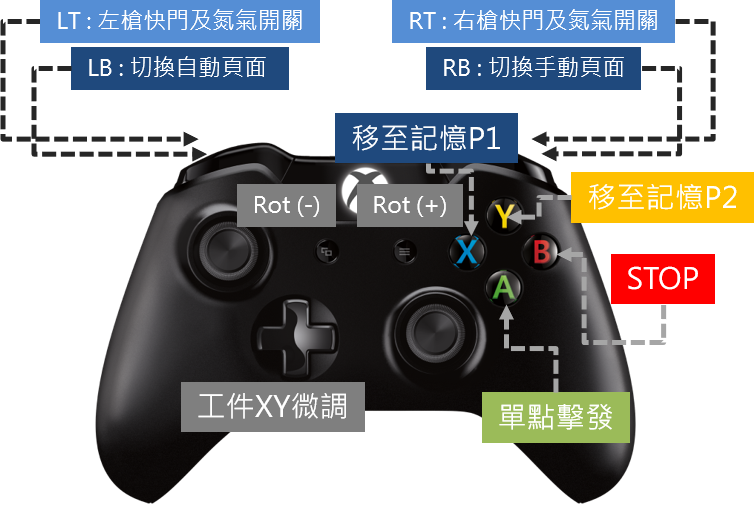 LT : 左槍快門及氮氣開關
RT : 右槍快門及氮氣開關
LB : 切換自動頁面
RB : 切換手動頁面
移至記憶P1
移至記憶P2
Rot (-)
Rot (+)
Y
X
B
A
STOP
工件XY微調
單點擊發